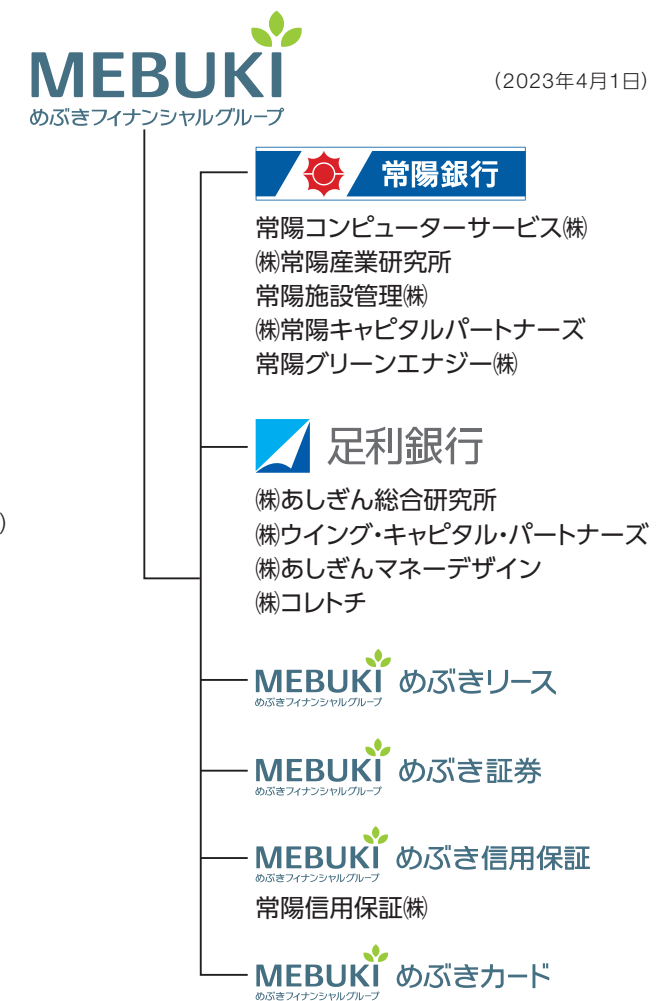 MEBUKI
めぶきフィナンシャルグループ
（2023年4月1日）
常陽銀行
常陽コンピューターサービス㈱
㈱常陽産業研究所
常陽施設管理㈱
㈱常陽キャピタルパートナーズ
常陽グリーンエナジー㈱
足利銀行
㈱あしぎん総合研究所
）
㈱ウイング・キャピタル・パートナーズ
㈱あしぎんマネーデザイン
㈱コレトチ
MEBUKI めぶきリース
めぶきフィナンシャルグループ
MEBUKI めぶき証券
めぶきフィナンシャルグループ
MEBUKI めぶき信用保証
めぶきフィナンシャルグループ
常陽信用保証㈱
MEBUKI めぶきカード
めぶきフィナンシャルグループ